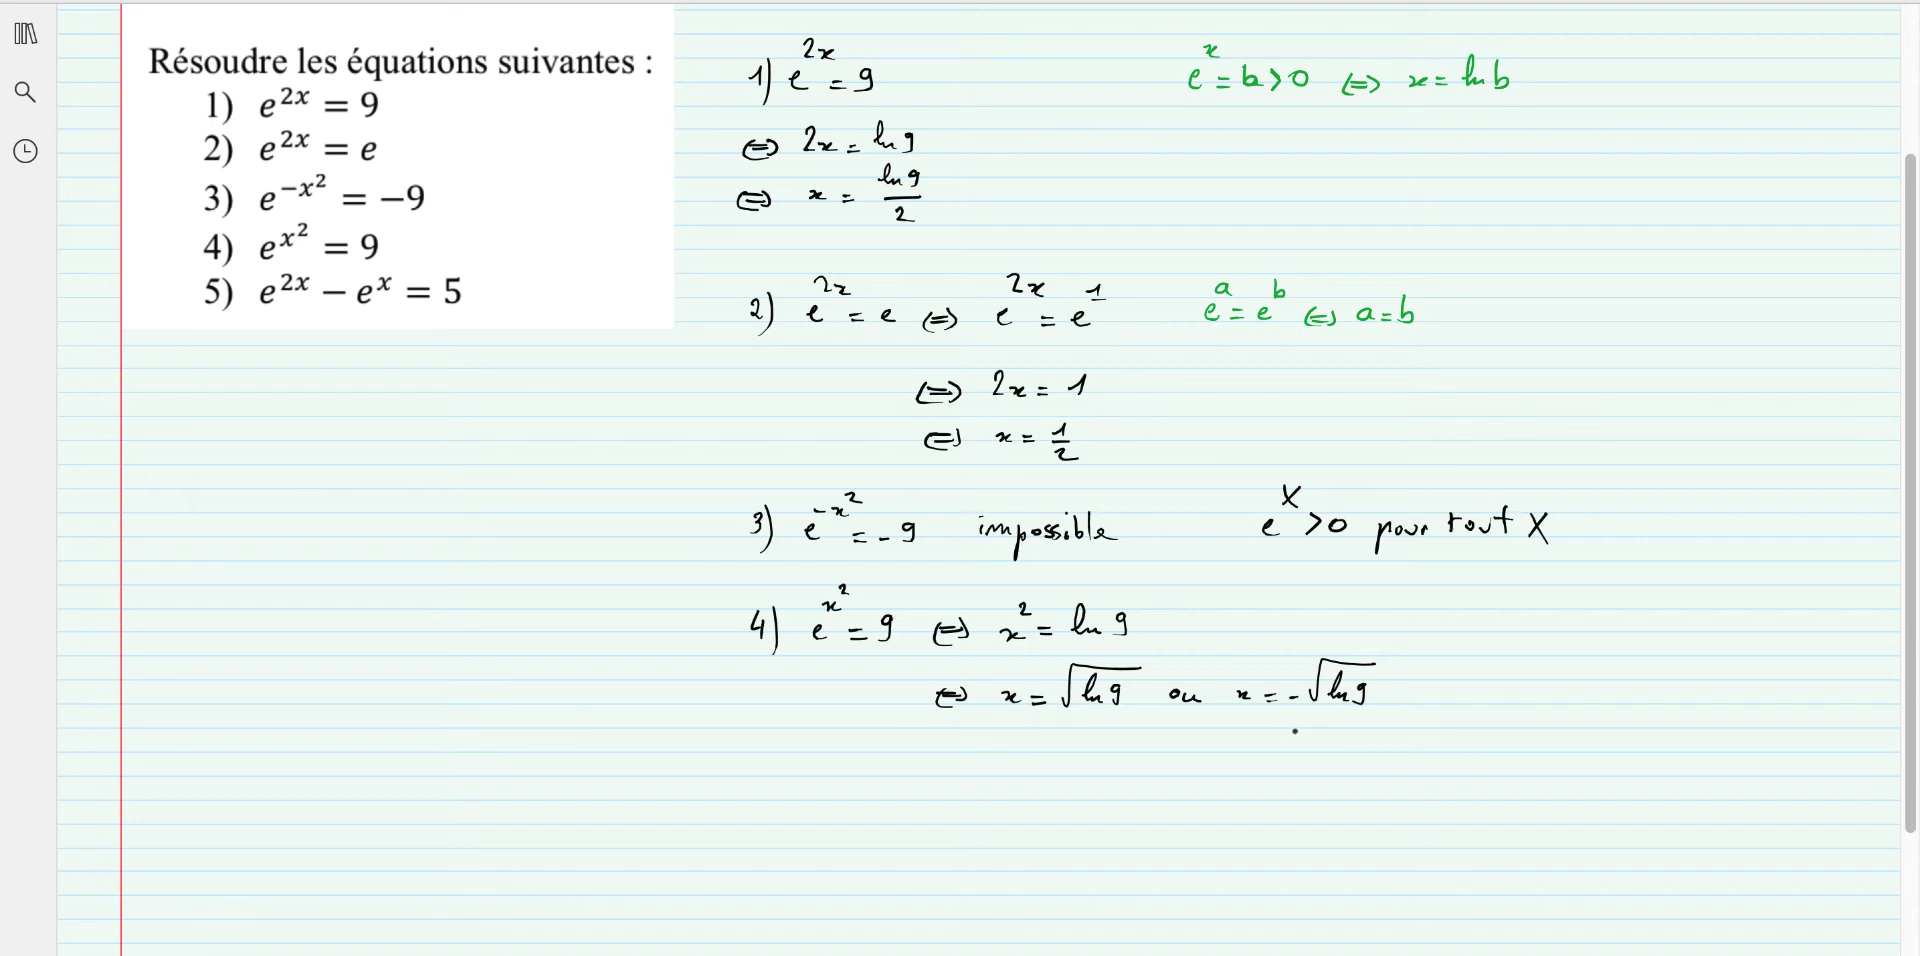 Résoudre les équations suivantes :
1) e^{2x} = 9
2) e^{2x} = e
3) e^{-x^2} = -9
4) e^{x^2} = 9
5) e^{2x} - e^x = 5
1) e^{2x} = 9
e^x = b > 0 ⟺ x = ln b
⟺ 2x = ln 9
⟺ x = \frac{ln 9}{2}
2) e^{2x} = e ⟺ e^{2x} = e^1
e^a = e^b ⟺ a = b
⟺ 2x = 1
⟺ x = \frac{1}{2}
3) e^{-x^2} = -9 impossible
e^X > 0 pour tout X
4) e^{x^2} = 9 ⟺ x^2 = ln 9
⟺ x = √(ln 9) ou x = -√(ln 9)